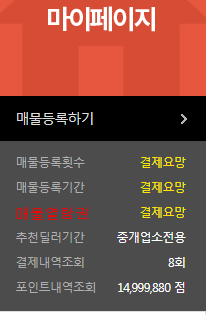 마이페이지
매물등록하기 >
매물등록횟수 결제요망
매물등록기간 결제요망
결제요망
추천딜러기간 중개업소전용
결제내역조회 8회
포인트내역조회 14,999,880 점